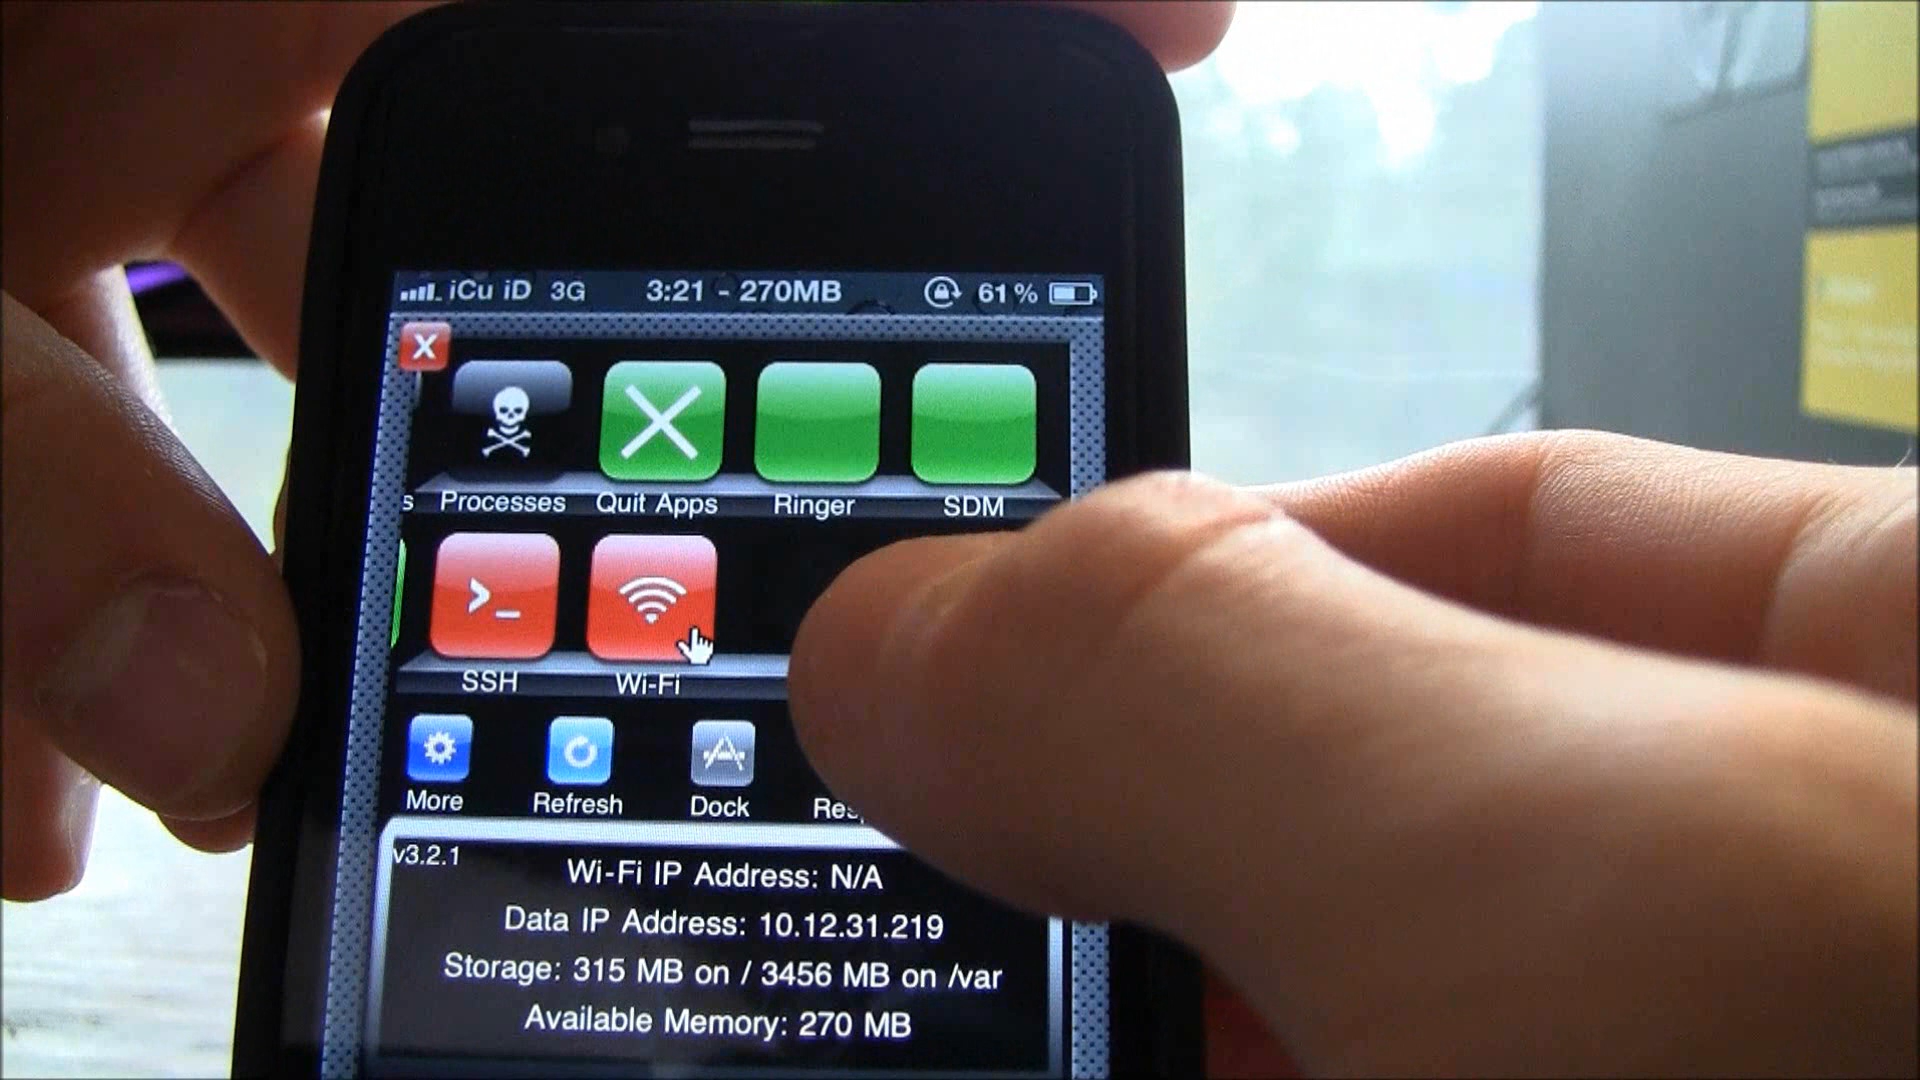 iCu iD 3G 3:21 - 270MB 61%
X
s Processes Quit Apps Ringer SDM
>_
SSH Wi-Fi
More Refresh Dock Res
v3.2.1
Wi-Fi IP Address: N/A
Data IP Address: 10.12.31.219
Storage: 315 MB on / 3456 MB on /var
Available Memory: 270 MB